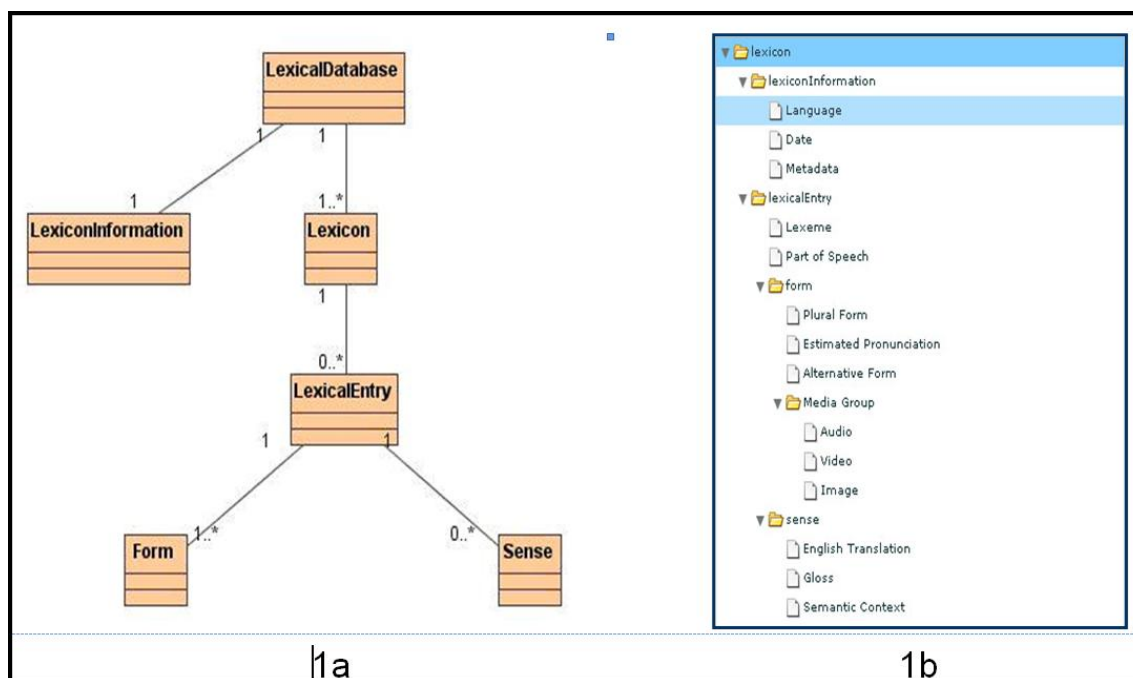 LexicalDatabase
1
1
1
1..*
LexiconInformation
Lexicon
1
0..*
LexicalEntry
1
1
1..*
0..*
Form
Sense
1a
lexicon
lexiconInformation
Language
Date
Metadata
lexicalEntry
Lexeme
Part of Speech
form
Plural Form
Estimated Pronunciation
Alternative Form
Media Group
Audio
Video
Image
sense
English Translation
Gloss
Semantic Context
1b